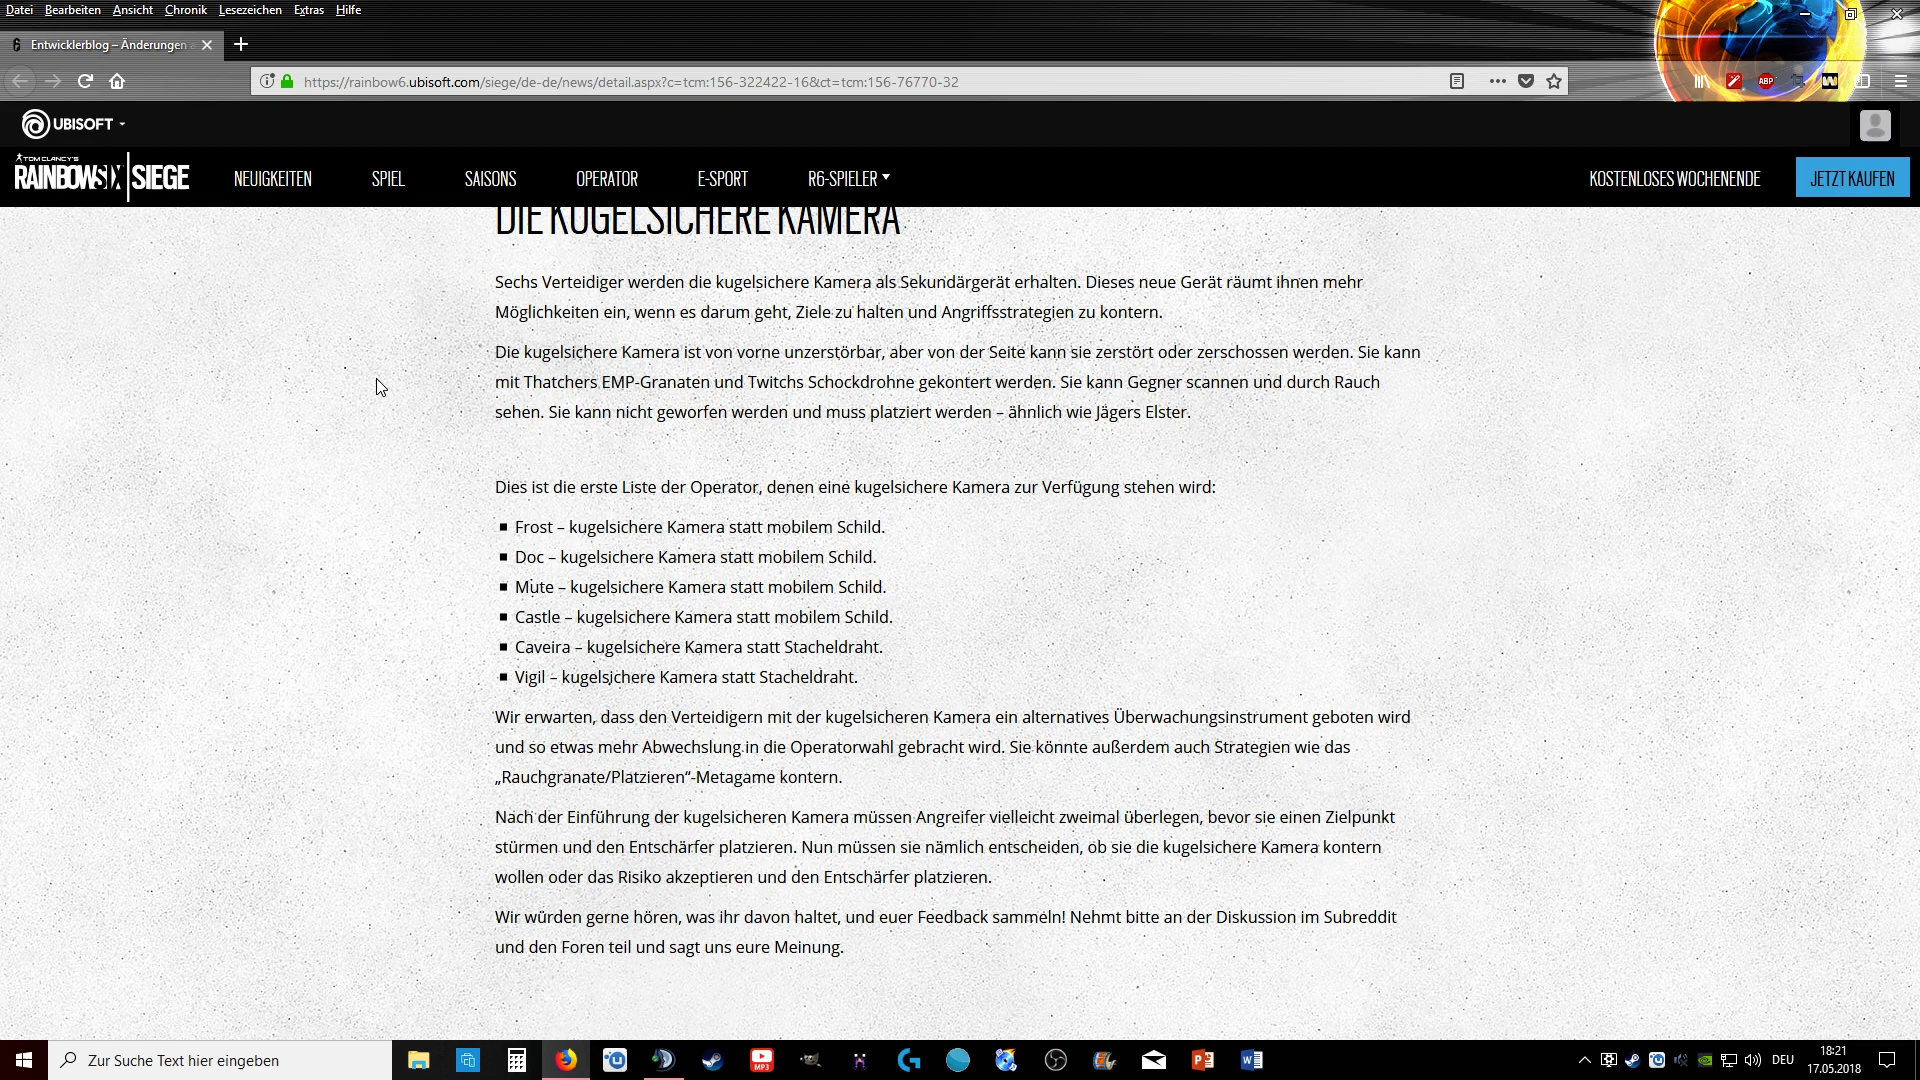 Datei Bearbeiten Ansicht Chronik Lesezeichen Extras Hilfe
Entwicklerblog – Änderungen
https://rainbow6.ubisoft.com/siege/de-de/news/detail.aspx?c=tcm:156-322422-16&ct=tcm:156-76770-32
ABP
UBISOFT
TOM CLANCY'S
RAINBOW SIX SIEGE
NEUIGKEITEN SPIEL SAISONS OPERATOR E-SPORT R6-SPIELER KOSTENLOSES WOCHENENDE JETZT KAUFEN
DIE KUGELSICHERE KAMERA
Sechs Verteidiger werden die kugelsichere Kamera als Sekundärgerät erhalten. Dieses neue Gerät räumt ihnen mehr
Möglichkeiten ein, wenn es darum geht, Ziele zu halten und Angriffsstrategien zu kontern.
Die kugelsichere Kamera ist von vorne unzerstörbar, aber von der Seite kann sie zerstört oder zerschossen werden. Sie kann
mit Thatchers EMP-Granaten und Twitchs Schockdrohne gekontert werden. Sie kann Gegner scannen und durch Rauch
sehen. Sie kann nicht geworfen werden und muss platziert werden – ähnlich wie Jägers Elster.
Dies ist die erste Liste der Operator, denen eine kugelsichere Kamera zur Verfügung stehen wird:
Frost – kugelsichere Kamera statt mobilem Schild.
Doc – kugelsichere Kamera statt mobilem Schild.
Mute – kugelsichere Kamera statt mobilem Schild.
Castle – kugelsichere Kamera statt mobilem Schild.
Caveira – kugelsichere Kamera statt Stacheldraht.
Vigil – kugelsichere Kamera statt Stacheldraht.
Wir erwarten, dass den Verteidigern mit der kugelsicheren Kamera ein alternatives Überwachungsinstrument geboten wird
und so etwas mehr Abwechslung in die Operatorwahl gebracht wird. Sie könnte außerdem auch Strategien wie das
„Rauchgranate/Platzieren“-Metagame kontern.
Nach der Einführung der kugelsicheren Kamera müssen Angreifer vielleicht zweimal überlegen, bevor sie einen Zielpunkt
stürmen und den Entschärfer platzieren. Nun müssen sie nämlich entscheiden, ob sie die kugelsichere Kamera kontern
wollen oder das Risiko akzeptieren und den Entschärfer platzieren.
Wir würden gerne hören, was ihr davon haltet, und euer Feedback sammeln! Nehmt bitte an der Diskussion im Subreddit
und den Foren teil und sagt uns eure Meinung.
Zur Suche Text hier eingeben
MP3
DEU
18:21
17.05.2018